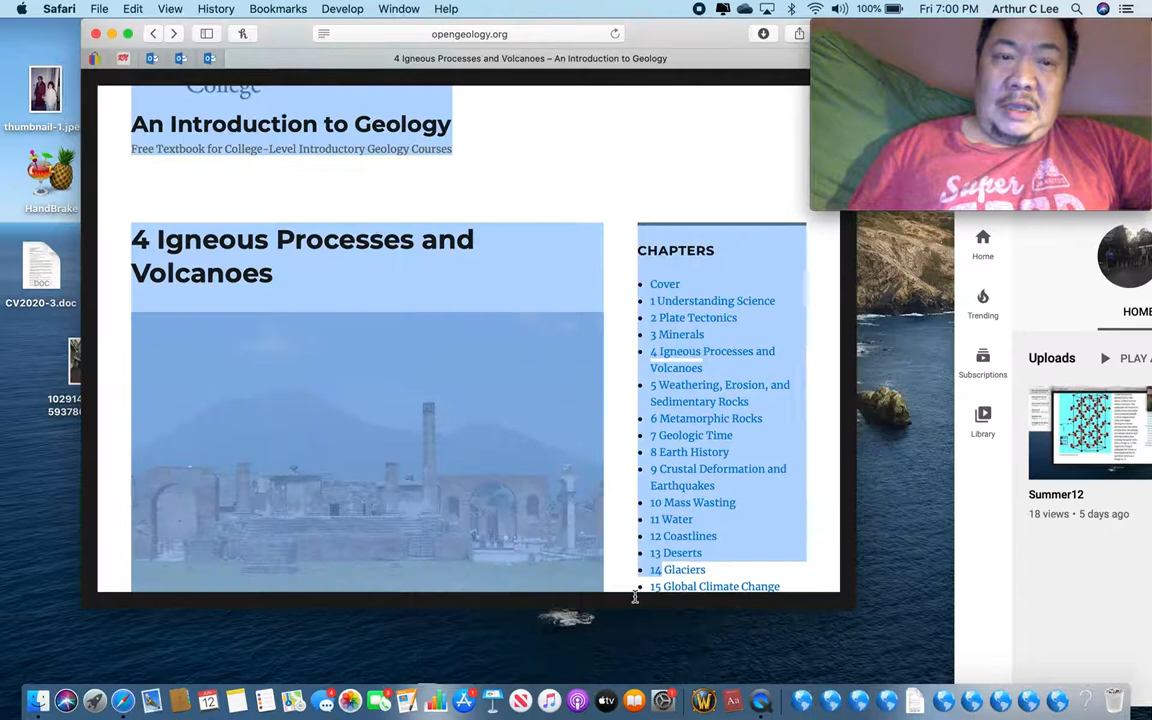 Safari File Edit View History Bookmarks Develop Window Help 100% Fri 7:00 PM Arthur C Lee
opengeology.org
4 Igneous Processes and Volcanoes – An Introduction to Geology
College
An Introduction to Geology
Free Textbook for College-Level Introductory Geology Courses
4 Igneous Processes and
Volcanoes
CHAPTERS
Cover
1 Understanding Science
2 Plate Tectonics
3 Minerals
4 Igneous Processes and
Volcanoes
5 Weathering, Erosion, and
Sedimentary Rocks
6 Metamorphic Rocks
7 Geologic Time
8 Earth History
9 Crustal Deformation and
Earthquakes
10 Mass Wasting
11 Water
12 Coastlines
13 Deserts
14 Glaciers
15 Global Climate Change
thumbnail-1.jpe
HandBrake
DOC
CV2020-3.doc
102914
593780
Super
Home
Trending
Subscriptions
Library
HOME
Uploads
PLAY A
Summer12
18 views • 5 days ago
12
tv